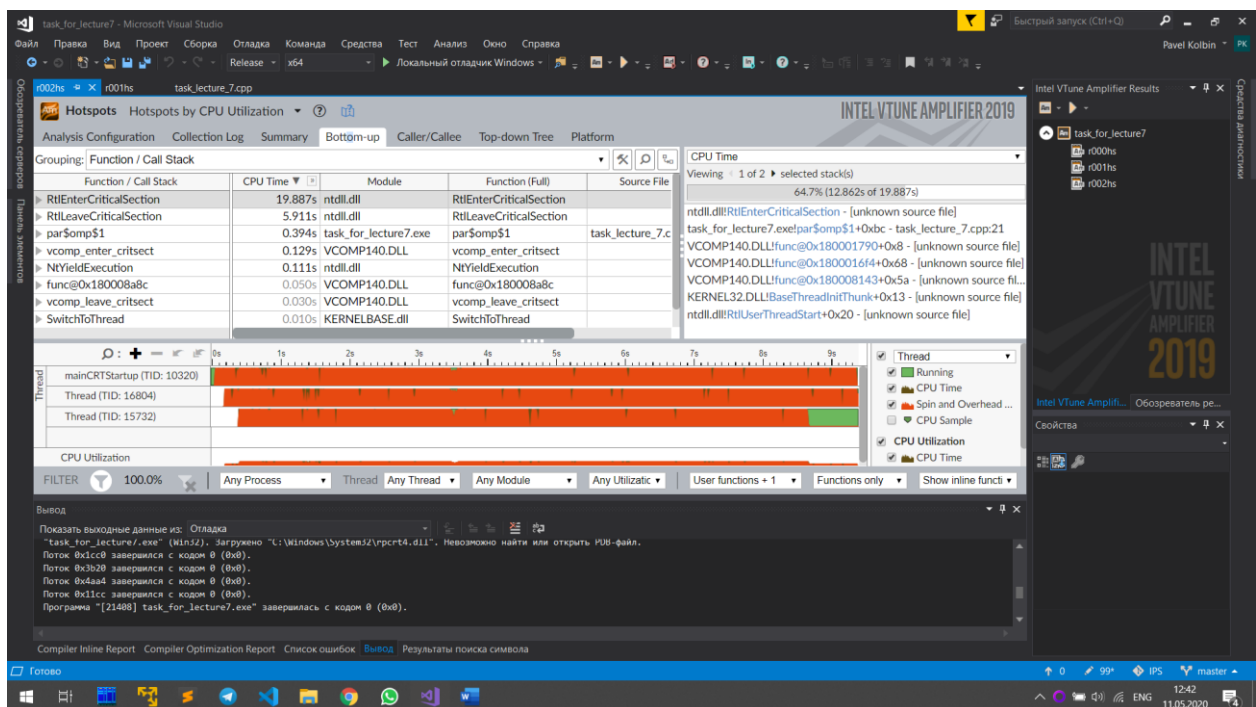 task_for_lecture7 - Microsoft Visual Studio
Быстрый запуск (Ctrl+Q)
Файл Правка Вид Проект Сборка Отладка Команда Средства Тест Анализ Окно Справка
Pavel Kolbin PK
Release x64 Локальный отладчик Windows
Обозреватель серверов
Панель элементов
Средства диагностики
r002hs r001hs task_lecture_7.cpp
Hotspots Hotspots by CPU Utilization
INTEL VTUNE AMPLIFIER 2019
Analysis Configuration Collection Log Summary Bottom-up Caller/Callee Top-down Tree Platform
Grouping: Function / Call Stack
Function / Call Stack CPU Time Module Function (Full) Source File
RtlEnterCriticalSection 19.887s ntdll.dll RtlEnterCriticalSection
RtlLeaveCriticalSection 5.911s ntdll.dll RtlLeaveCriticalSection
par$omp$1 0.394s task_for_lecture7.exe par$omp$1 task_lecture_7.c
vcomp_enter_critsect 0.129s VCOMP140.DLL vcomp_enter_critsect
NtYieldExecution 0.111s ntdll.dll NtYieldExecution
func@0x180008a8c 0.050s VCOMP140.DLL func@0x180008a8c
vcomp_leave_critsect 0.030s VCOMP140.DLL vcomp_leave_critsect
SwitchToThread 0.010s KERNELBASE.dll SwitchToThread
CPU Time
Viewing 1 of 2 selected stack(s)
64.7% (12.862s of 19.887s)
ntdll.dll!RtlEnterCriticalSection - [unknown source file]
task_for_lecture7.exe!par$omp$1+0xbc - task_lecture_7.cpp:21
VCOMP140.DLL!func@0x180001790+0x8 - [unknown source file]
VCOMP140.DLL!func@0x1800016f4+0x68 - [unknown source file]
VCOMP140.DLL!func@0x180008143+0x5a - [unknown source fil...
KERNEL32.DLL!BaseThreadInitThunk+0x13 - [unknown source file]
ntdll.dll!RtlUserThreadStart+0x20 - [unknown source file]
0s 1s 2s 3s 4s 5s 6s 7s 8s 9s
Thread
mainCRTStartup (TID: 10320)
Thread (TID: 16804)
Thread (TID: 15732)
CPU Utilization
Thread
Running
CPU Time
Spin and Overhead ...
CPU Sample
CPU Utilization
CPU Time
FILTER 100.0% Any Process Thread Any Thread Any Module Any Utilizatic User functions + 1 Functions only Show inline functi
Intel VTune Amplifier Results
task_for_lecture7
r000hs
r001hs
r002hs
INTEL
VTUNE
AMPLIFIER
2019
Intel VTune Amplifi... Обозреватель ре...
Свойства
Вывод
Показать выходные данные из: Отладка
"task_for_lecture7.exe" (Win32). Загружено "C:\Windows\System32\rpcrt4.dll". Невозможно найти или открыть PDB-файл.
Поток 0x1cc0 завершился с кодом 0 (0x0).
Поток 0x3b20 завершился с кодом 0 (0x0).
Поток 0x4aa4 завершился с кодом 0 (0x0).
Поток 0x11cc завершился с кодом 0 (0x0).
Программа "[21408] task_for_lecture7.exe" завершилась с кодом 0 (0x0).
Compiler Inline Report Compiler Optimization Report Список ошибок Вывод Результаты поиска символа
Готово
0 99+ IPS master
ENG 12:42
11.05.2020
4